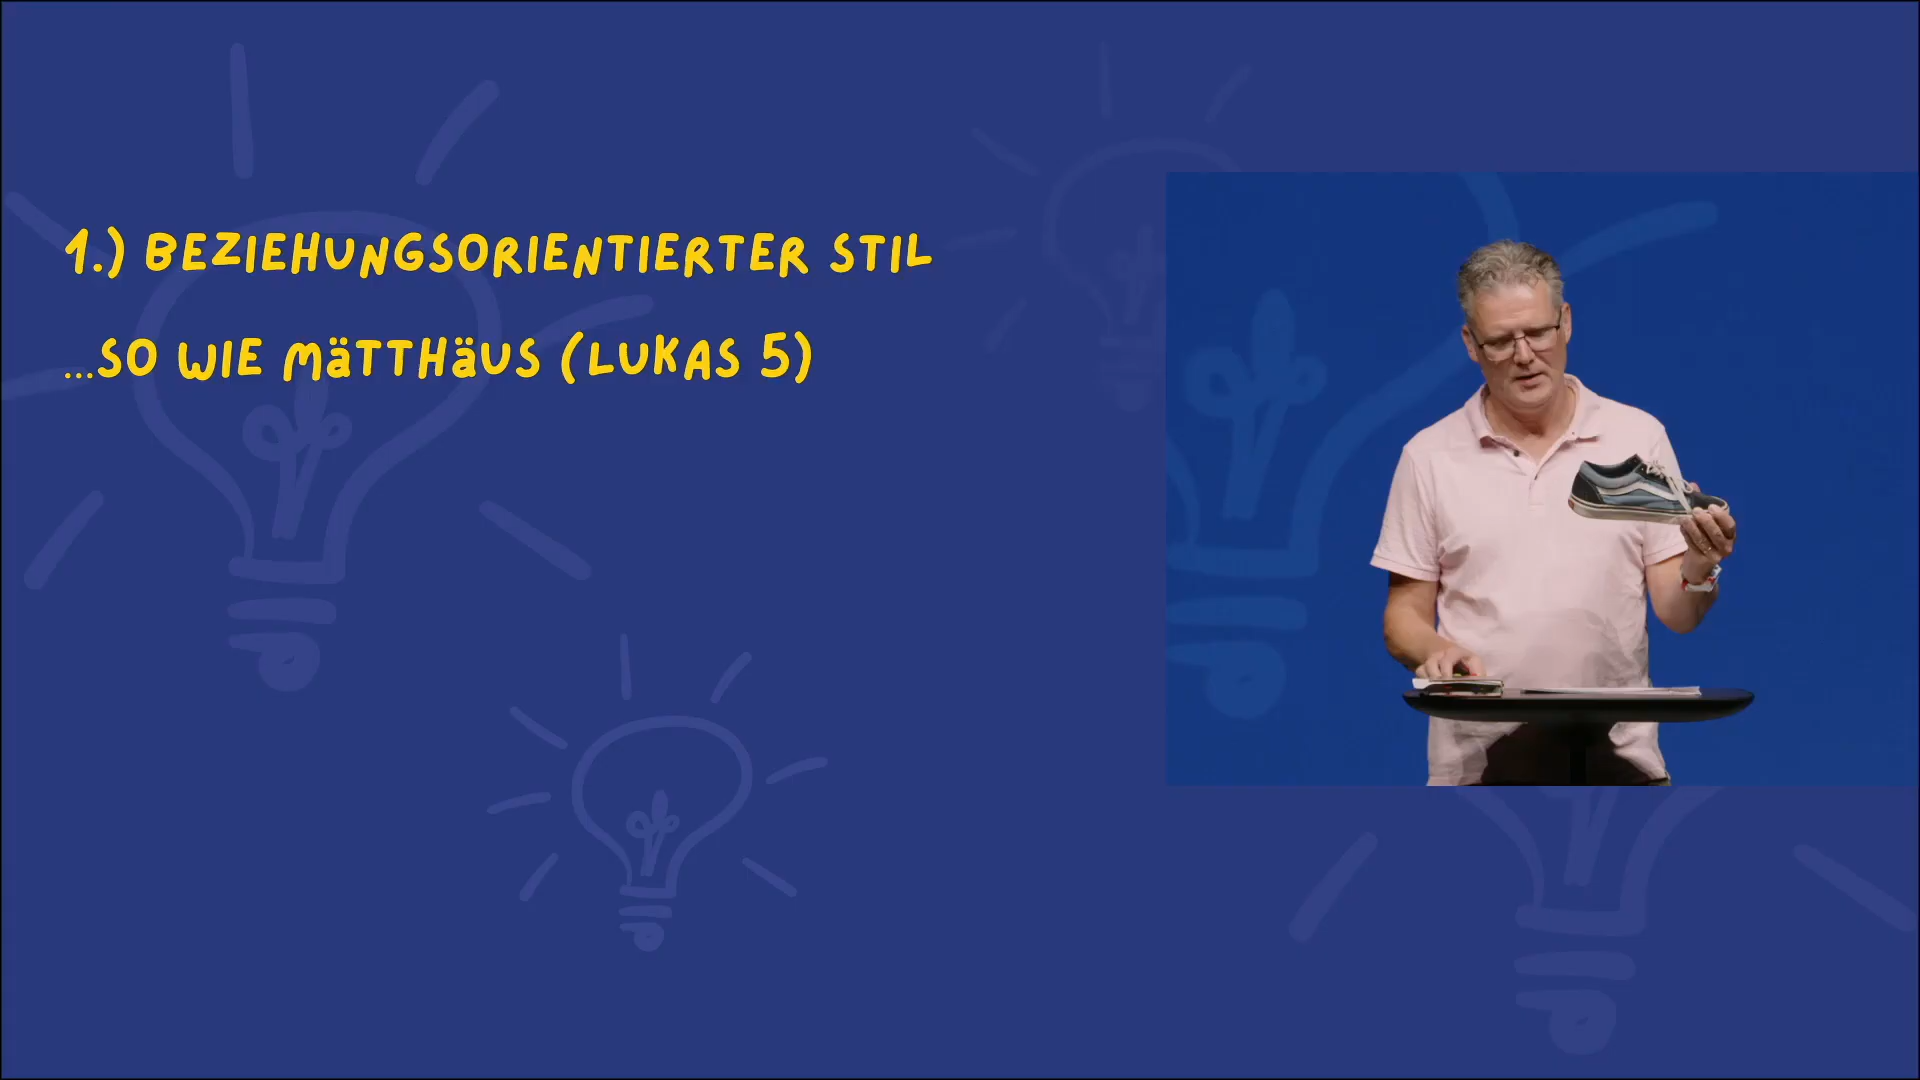 1.) BEZIEHUNGSORIENTIERTER STIL
...SO WIE MäTTHäUS (LUKAS 5)